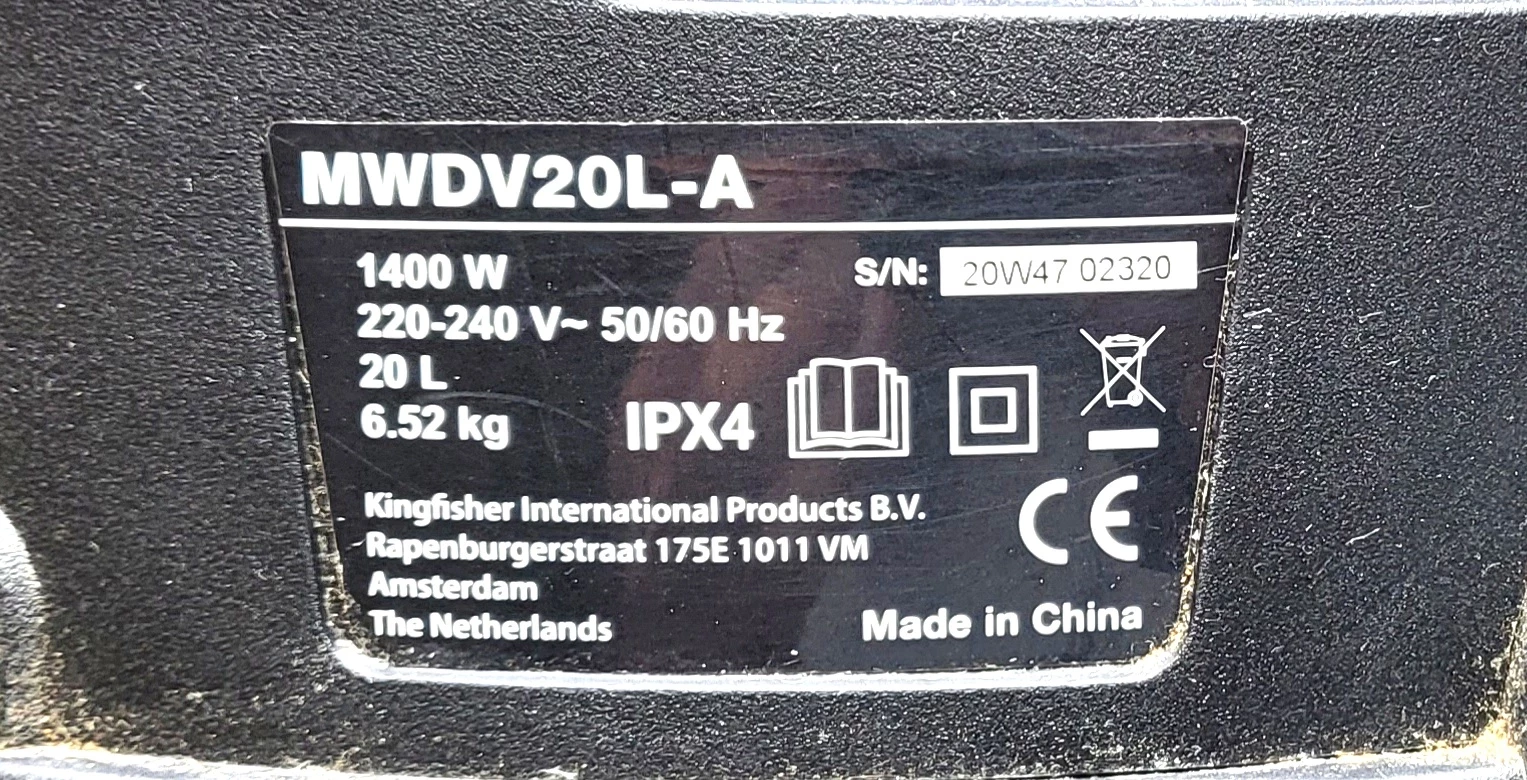 MWDV20L-A
1400 W
S/N: 20W47 02320
220-240 V~ 50/60 Hz
20 L
6.52 kg
IPX4
Kingfisher International Products B.V.
Rapenburgerstraat 175E 1011 VM
Amsterdam
The Netherlands
CE
Made in China